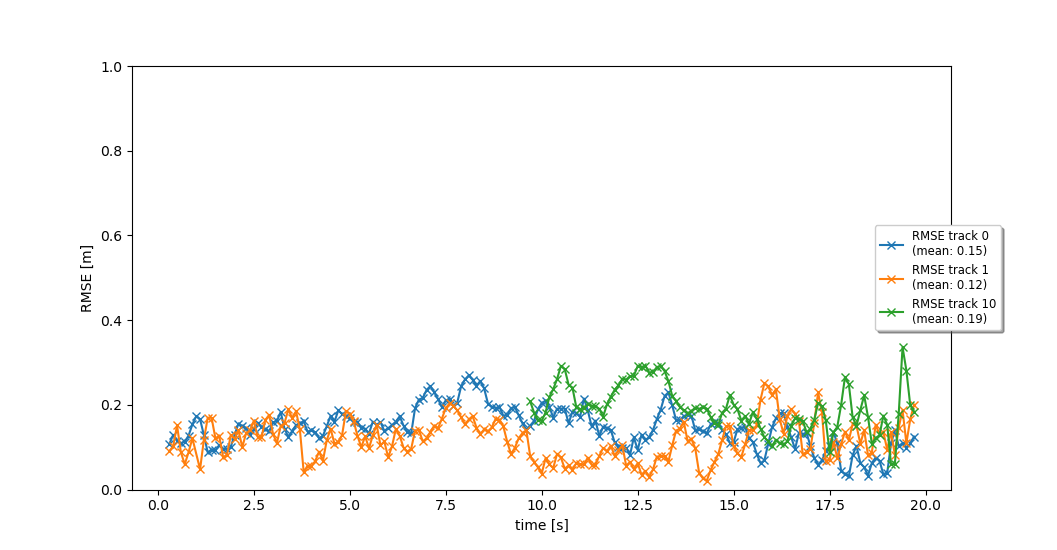 1.0
0.8
0.6
0.4
0.2
0.0
RMSE [m]
RMSE track 0
(mean: 0.15)
RMSE track 1
(mean: 0.12)
RMSE track 10
(mean: 0.19)
0.0 2.5 5.0 7.5 10.0 12.5 15.0 17.5 20.0
time [s]